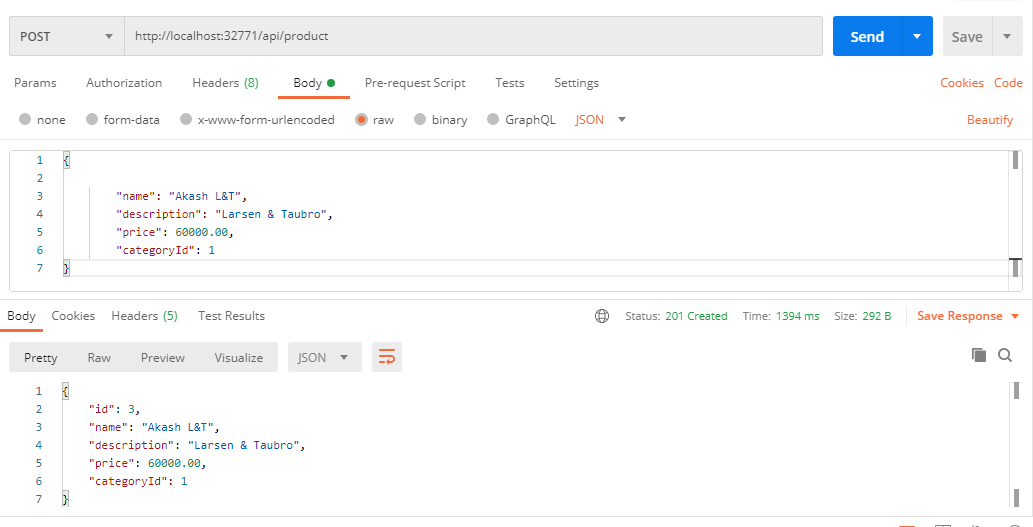 POST http://localhost:32771/api/product Send Save
Params Authorization Headers (8) Body Pre-request Script Tests Settings Cookies Code
none form-data x-www-form-urlencoded raw binary GraphQL JSON Beautify
1 {
2
3 "name": "Akash L&T",
4 "description": "Larsen & Taubro",
5 "price": 60000.00,
6 "categoryId": 1
7 }
Body Cookies Headers (5) Test Results Status: 201 Created Time: 1394 ms Size: 292 B Save Response
Pretty Raw Preview Visualize JSON
1 {
2 "id": 3,
3 "name": "Akash L&T",
4 "description": "Larsen & Taubro",
5 "price": 60000.00,
6 "categoryId": 1
7 }